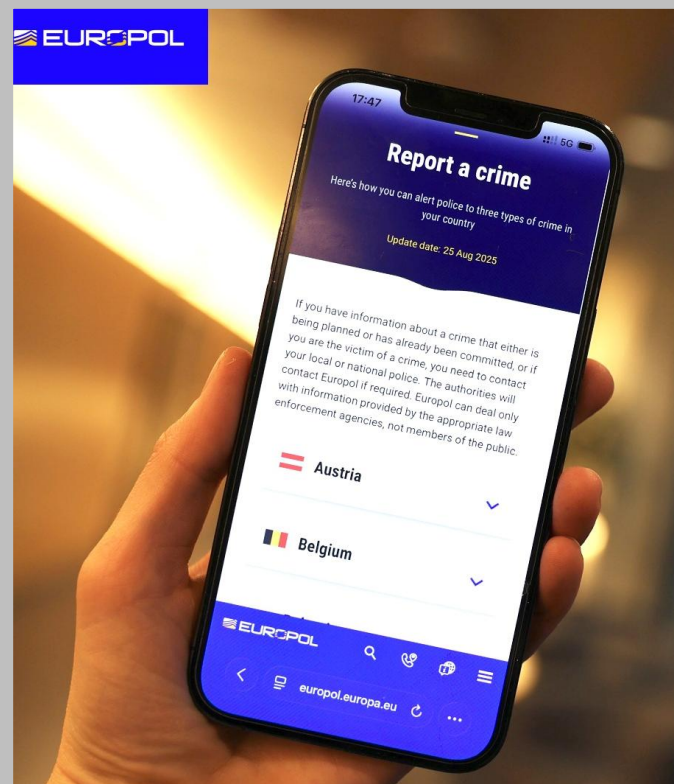 EUROPOL
17:47
5G
Report a crime
Here's how you can alert police to three types of crime in
your country
Update date: 25 Aug 2025
If you have information about a crime that either is
being planned or has already been committed, or if
you are the victim of a crime, you need to contact
your local or national police. The authorities will
contact Europol if required. Europol can deal only
with information provided by the appropriate law
enforcement agencies, not members of the public.
Austria
Belgium
EUROPOL
europol.europa.eu